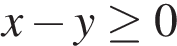 x − y ≥ 0